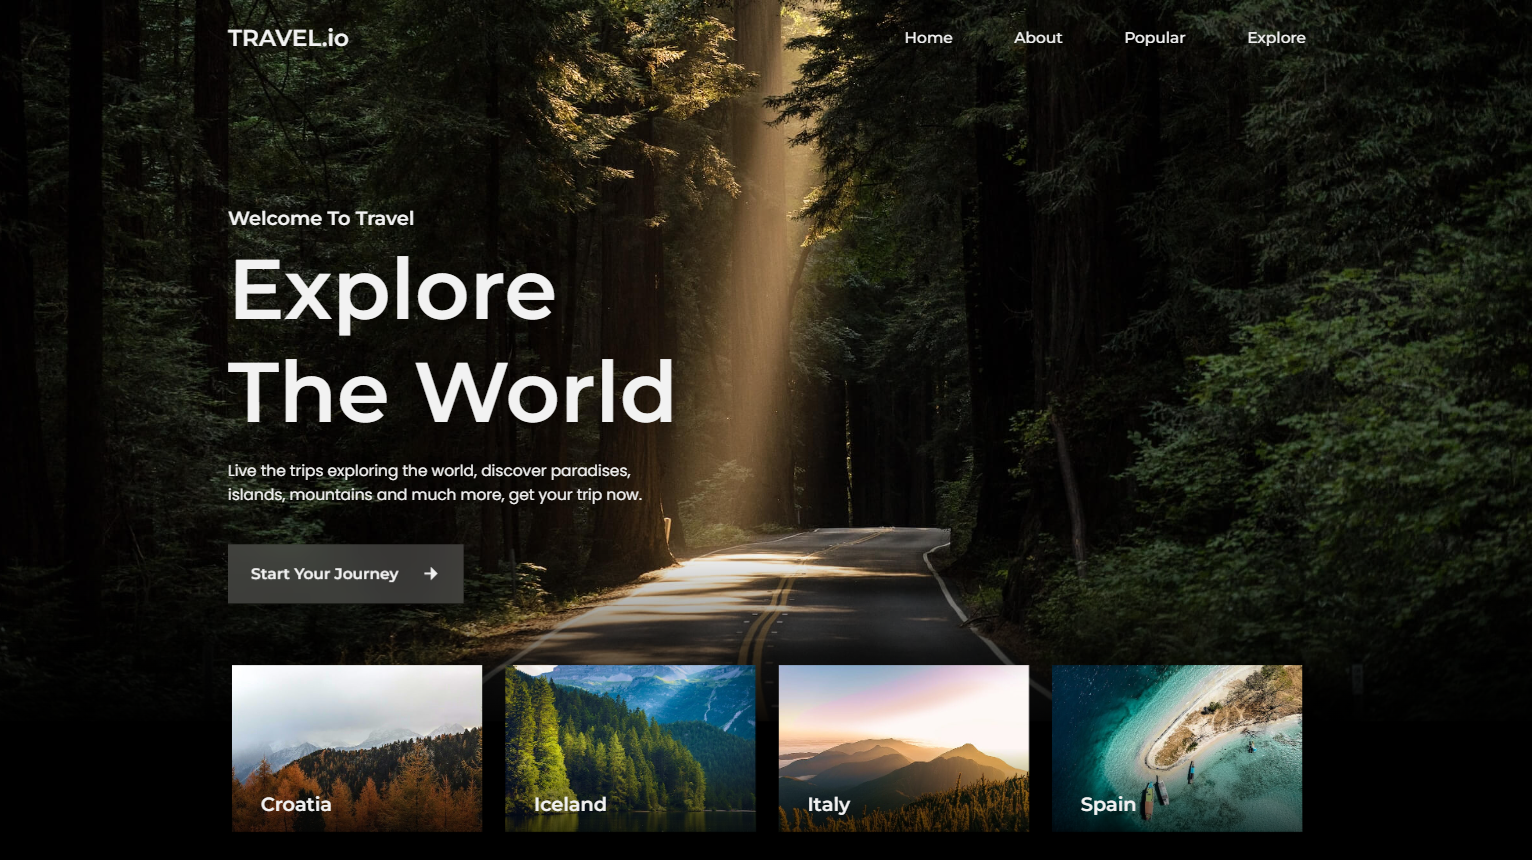 TRAVEL.io
Home
About
Popular
Explore
Welcome To Travel
Explore
The World
Live the trips exploring the world, discover paradises,
islands, mountains and much more, get your trip now.
Start Your Journey
Croatia
Iceland
Italy
Spain